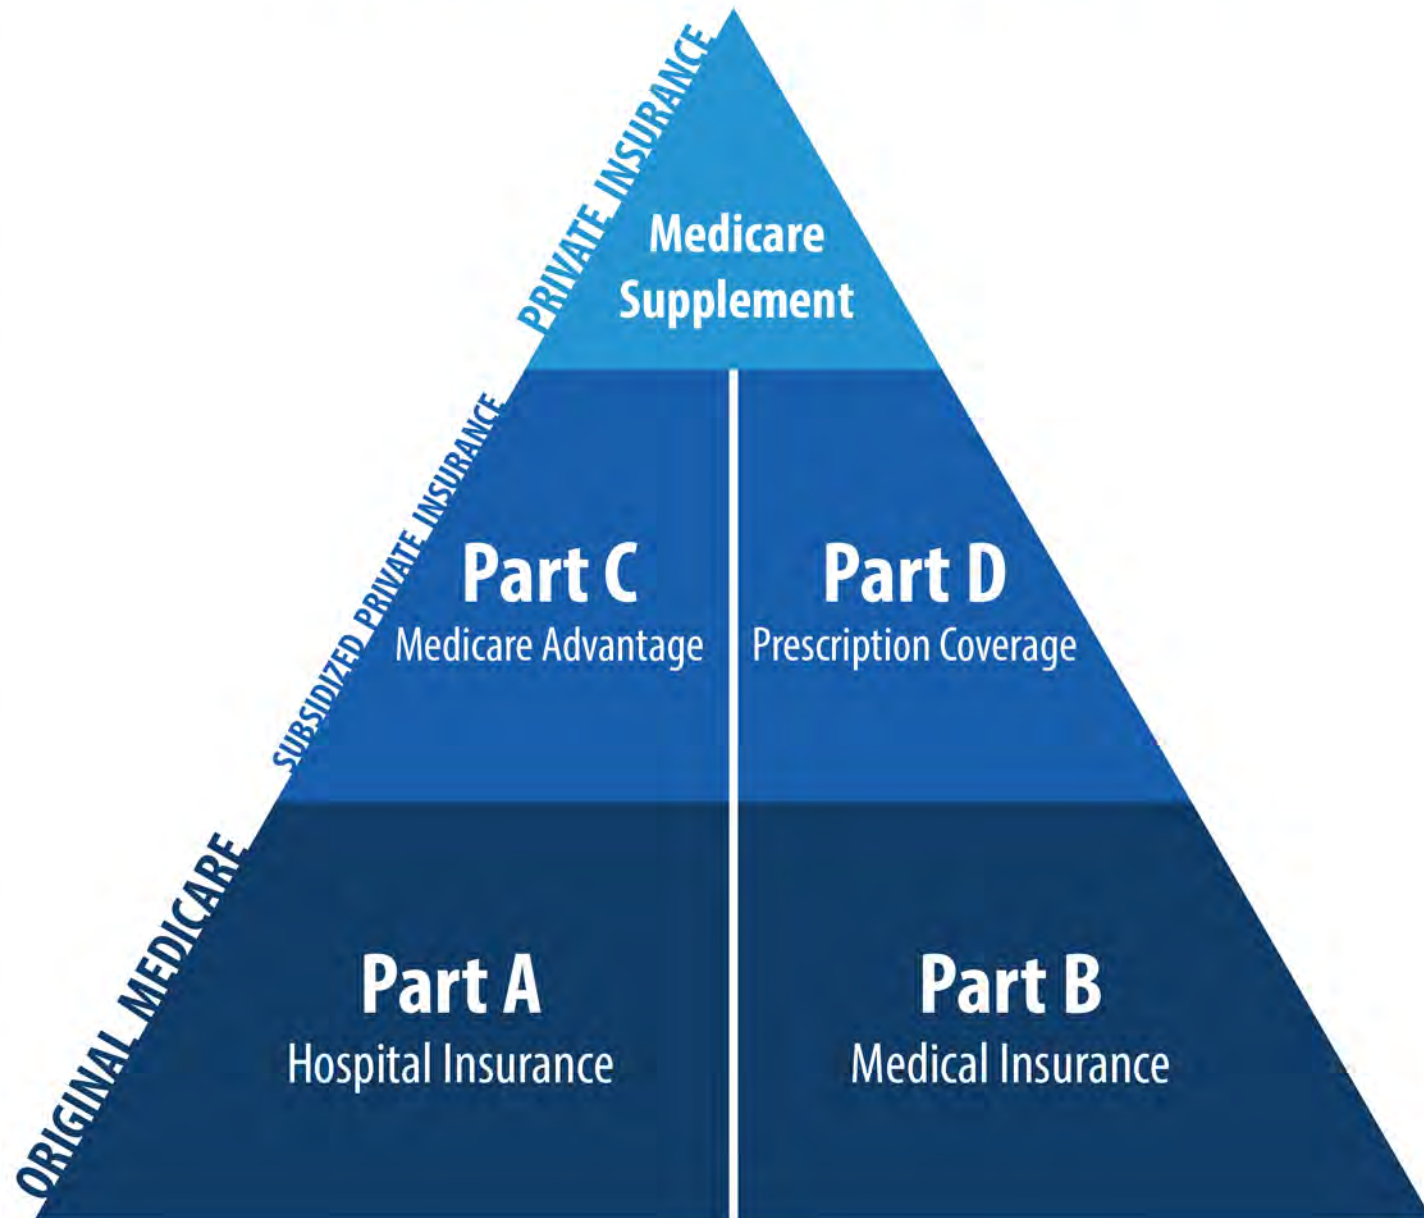 PRIVATE INSURANCE
Medicare
Supplement
SUBSIDIZED PRIVATE INSURANCE
Part C
Medicare Advantage
Part D
Prescription Coverage
ORIGINAL MEDICARE
Part A
Hospital Insurance
Part B
Medical Insurance